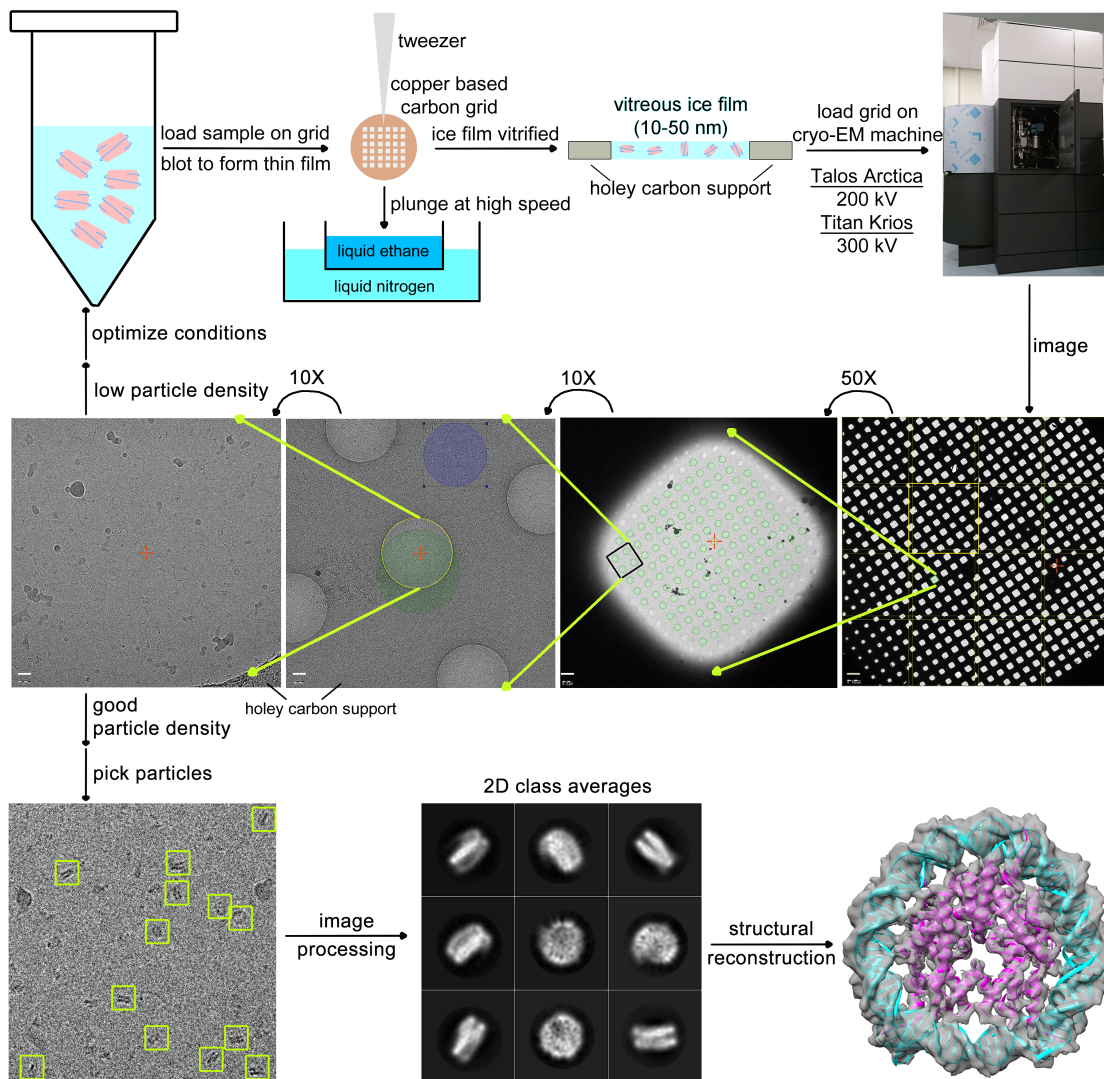 tweezer
copper based
carbon grid
load sample on grid
blot to form thin film
ice film vitrified
vitreous ice film
(10-50 nm)
holey carbon support
load grid on
cryo-EM machine
Talos Arctica
200 kV
Titan Krios
300 kV
plunge at high speed
liquid ethane
liquid nitrogen
optimize conditions
low particle density
image
10X
10X
50X
good
particle density
holey carbon support
pick particles
2D class averages
image
processing
structural
reconstruction